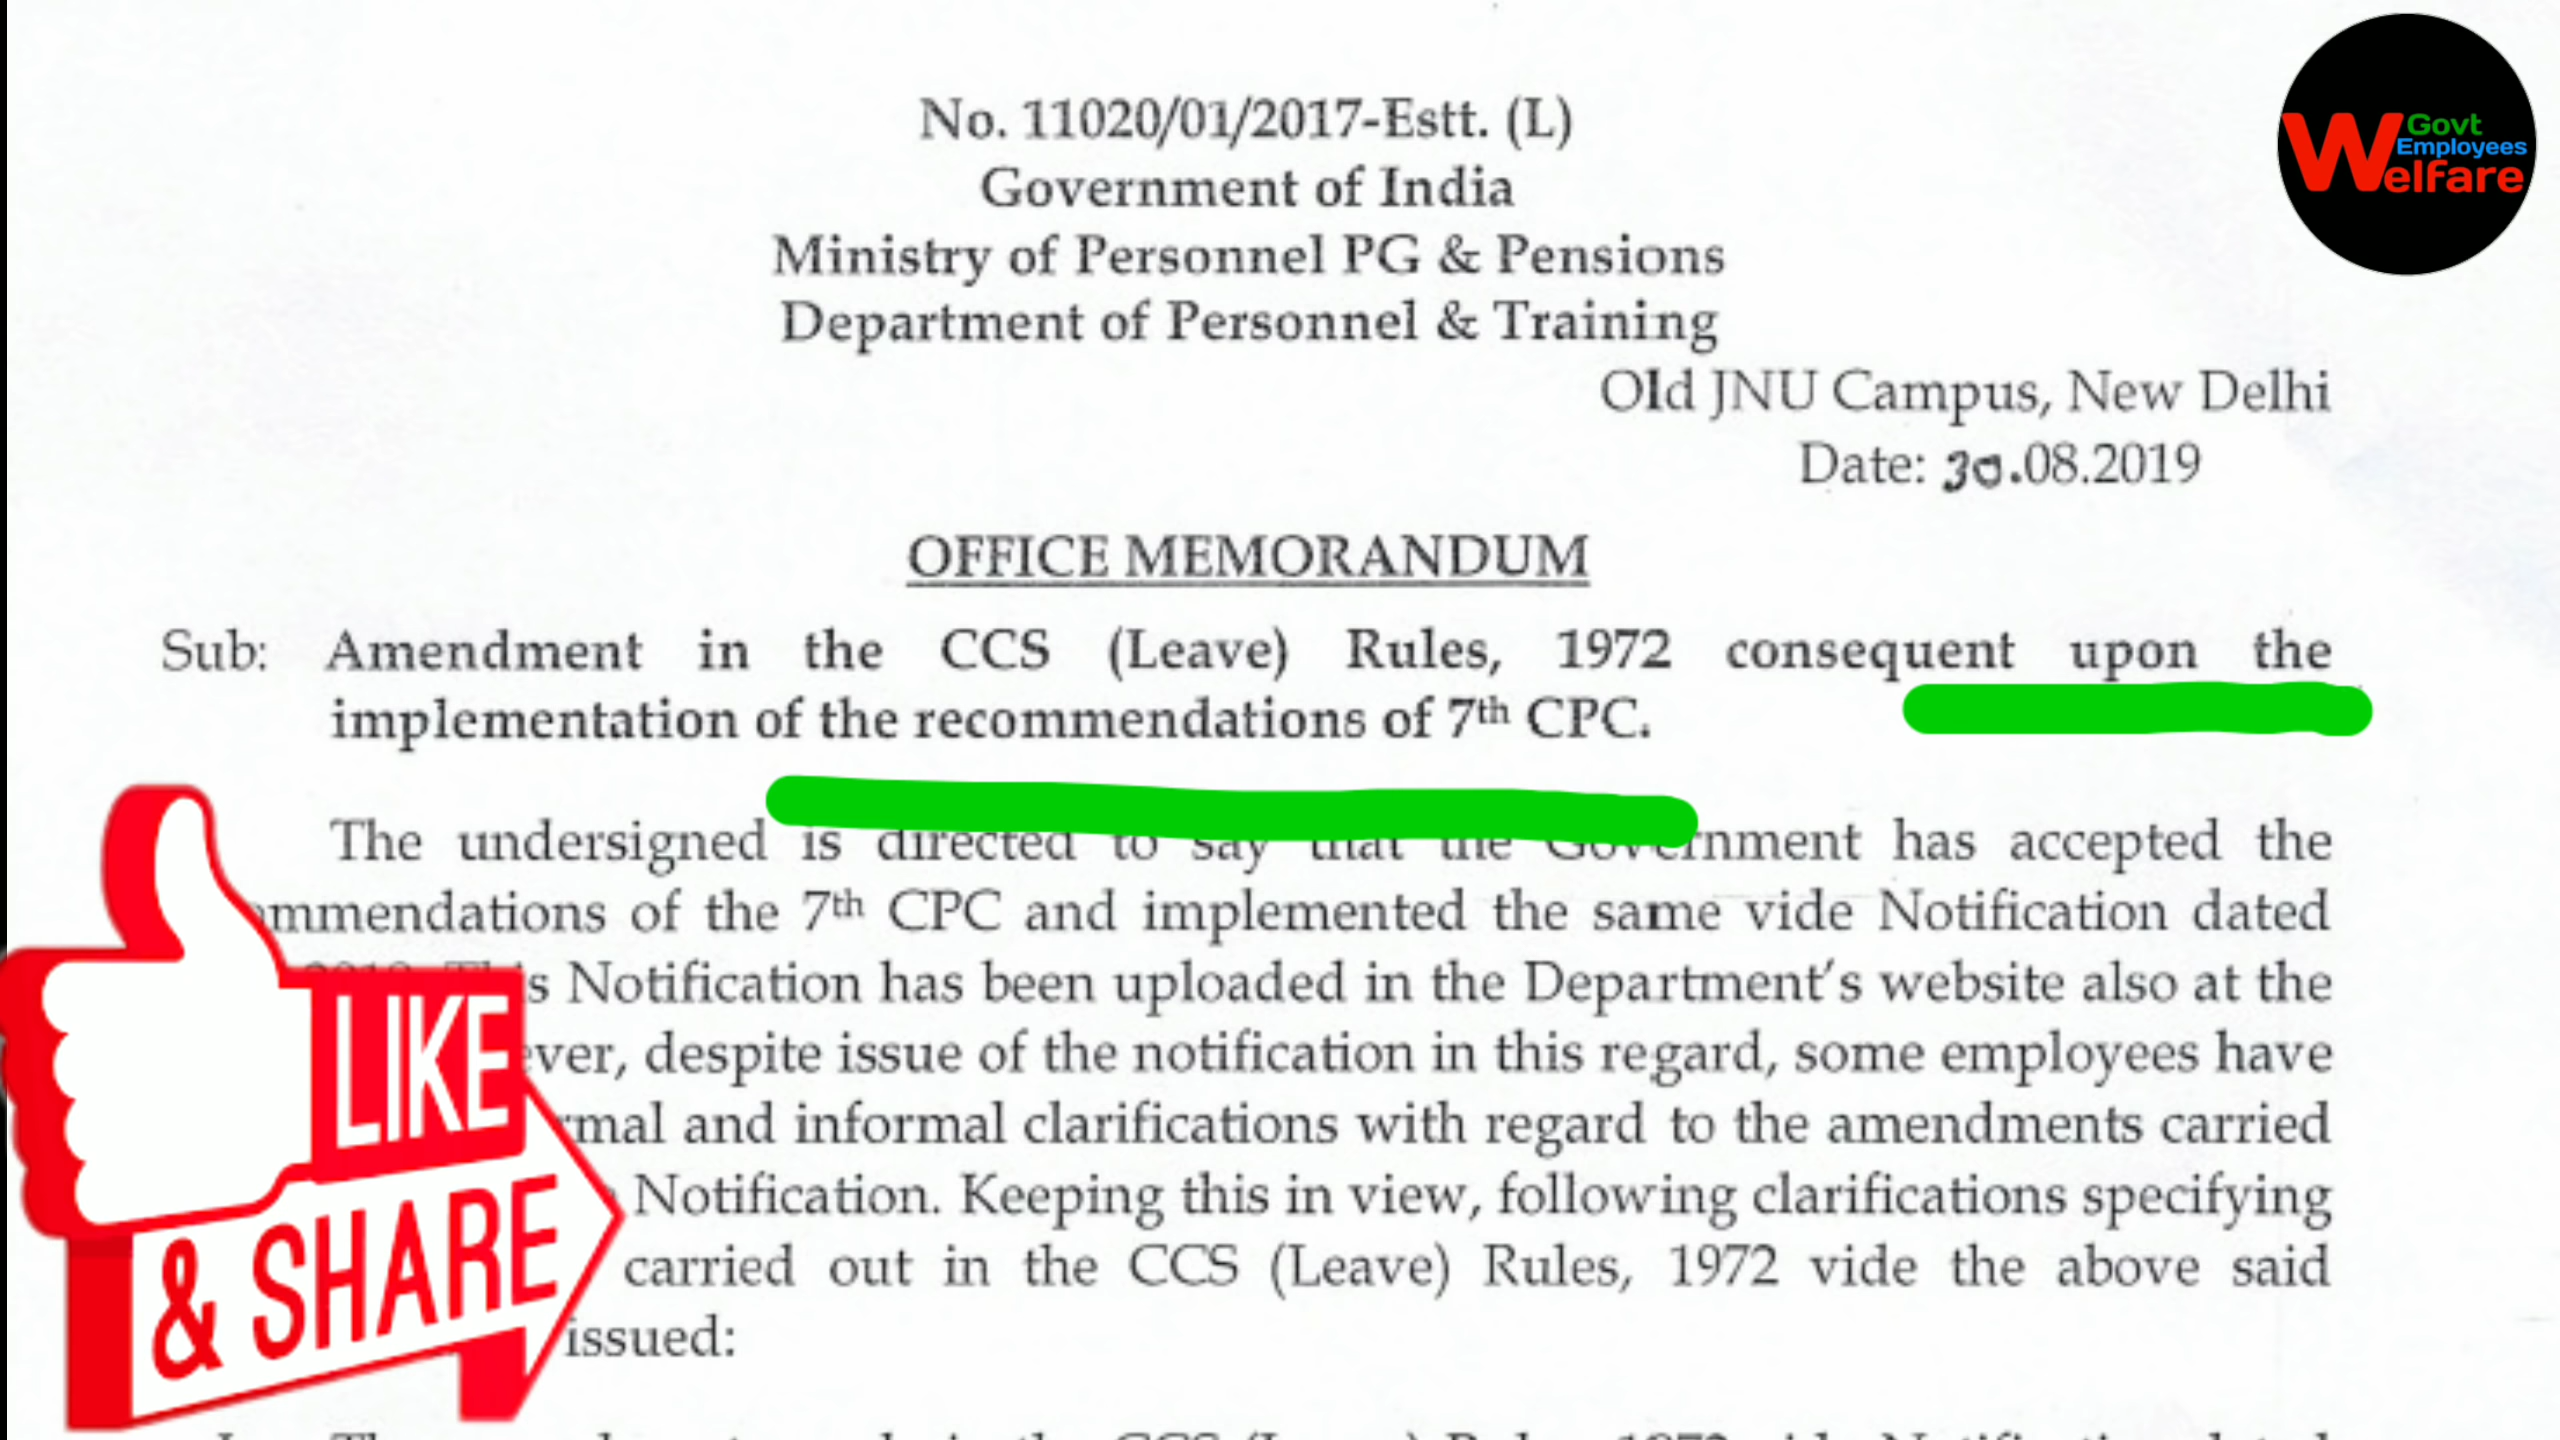 No. 11020/01/2017-Estt. (L)
Government of India
Ministry of Personnel PG & Pensions
Department of Personnel & Training
Old JNU Campus, New Delhi
Date: 30.08.2019
OFFICE MEMORANDUM
Sub: Amendment in the CCS (Leave) Rules, 1972 consequent upon the
implementation of the recommendations of 7th CPC.
The undersigned is directed to say that the Government has accepted the
mmendations of the 7th CPC and implemented the same vide Notification dated
s Notification has been uploaded in the Department's website also at the
ver, despite issue of the notification in this regard, some employees have
mal and informal clarifications with regard to the amendments carried
Notification. Keeping this in view, following clarifications specifying
carried out in the CCS (Leave) Rules, 1972 vide the above said
issued:
Govt
Employees
Welfare
LIKE
& SHARE